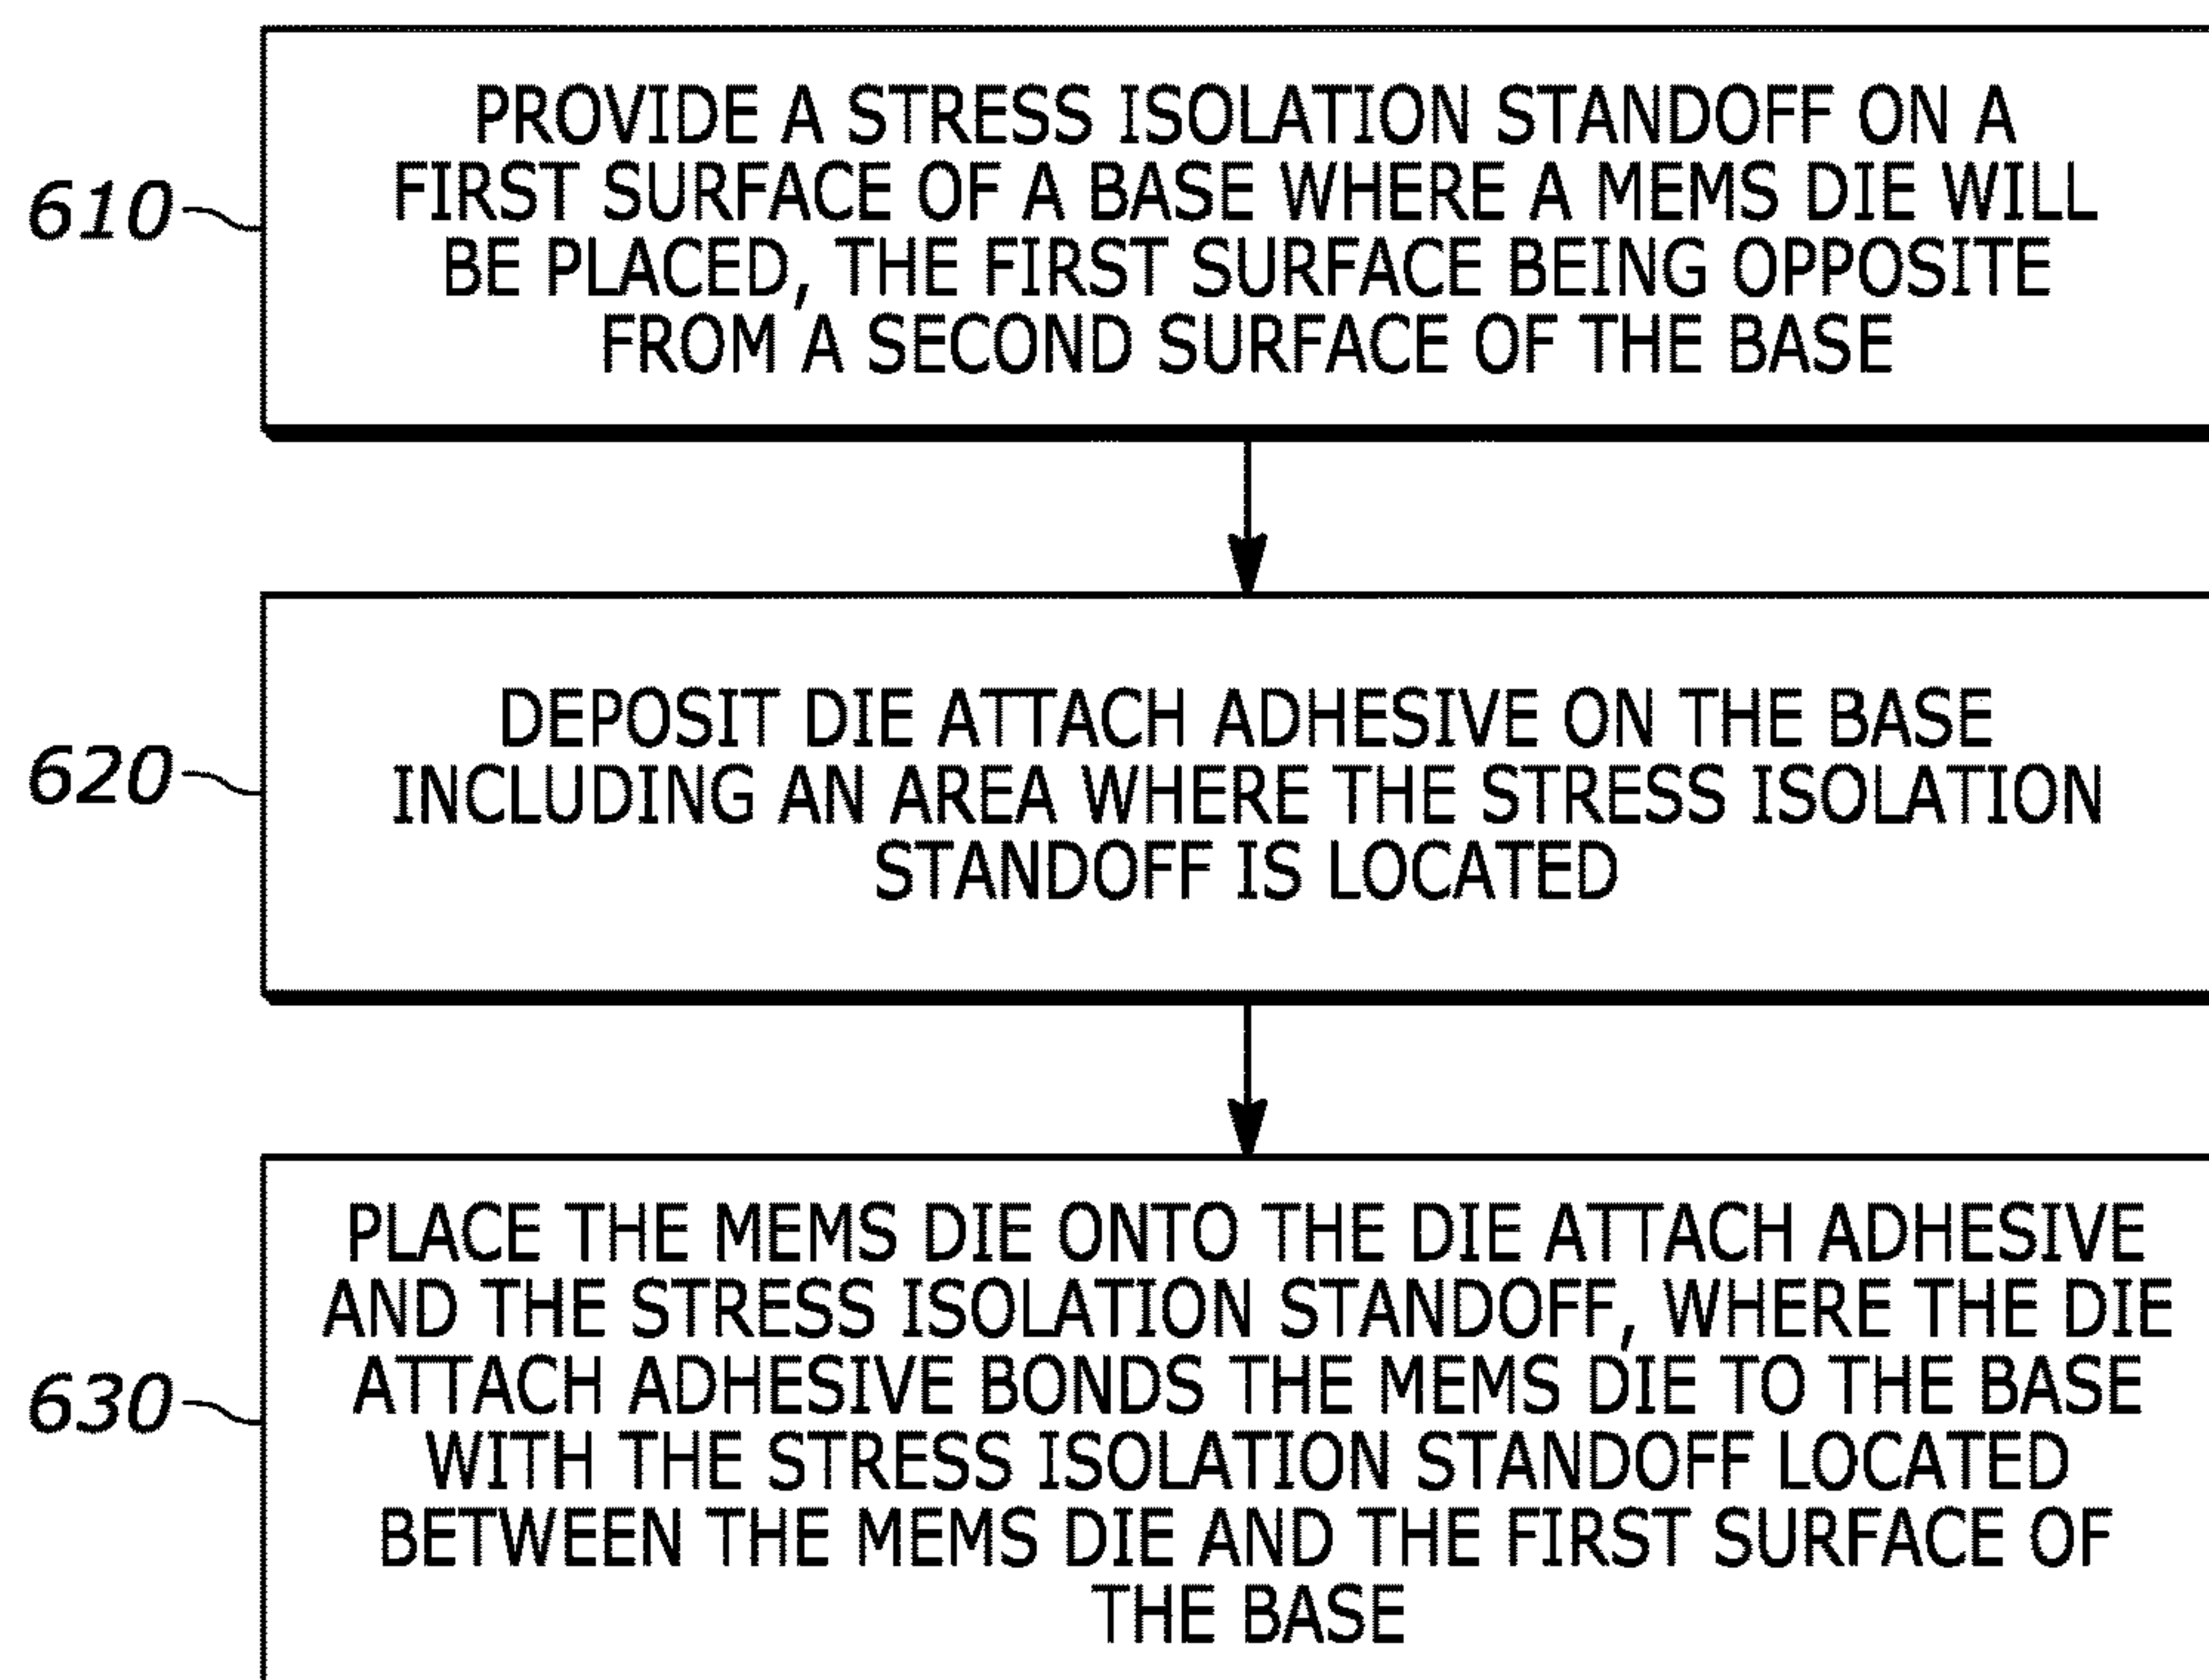 610
PROVIDE A STRESS ISOLATION STANDOFF ON A
FIRST SURFACE OF A BASE WHERE A MEMS DIE WILL
BE PLACED, THE FIRST SURFACE BEING OPPOSITE
FROM A SECOND SURFACE OF THE BASE
620
DEPOSIT DIE ATTACH ADHESIVE ON THE BASE
INCLUDING AN AREA WHERE THE STRESS ISOLATION
STANDOFF IS LOCATED
630
PLACE THE MEMS DIE ONTO THE DIE ATTACH ADHESIVE
AND THE STRESS ISOLATION STANDOFF, WHERE THE DIE
ATTACH ADHESIVE BONDS THE MEMS DIE TO THE BASE
WITH THE STRESS ISOLATION STANDOFF LOCATED
BETWEEN THE MEMS DIE AND THE FIRST SURFACE OF
THE BASE